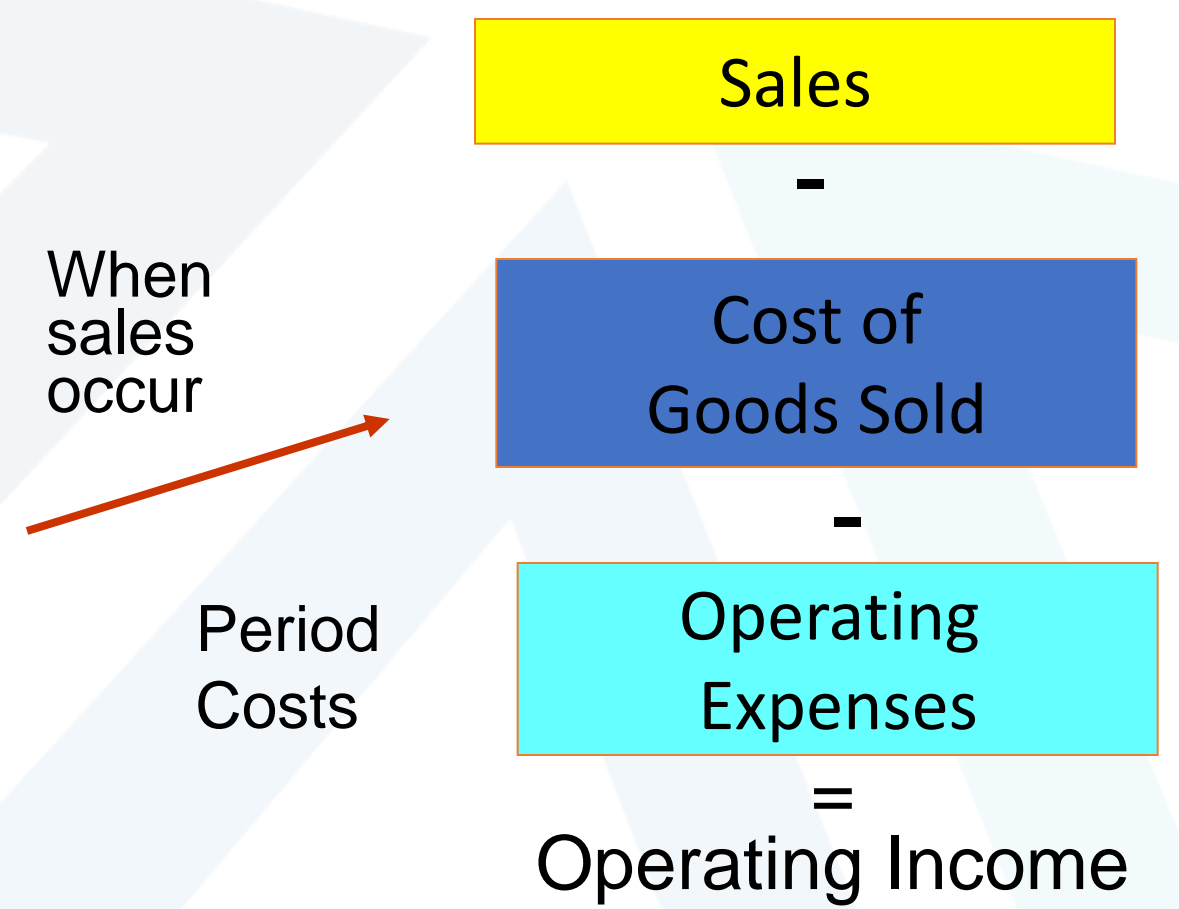 Sales
-
When
sales
occur
Cost of
Goods Sold
-
Period
Costs
Operating
Expenses
=
Operating Income